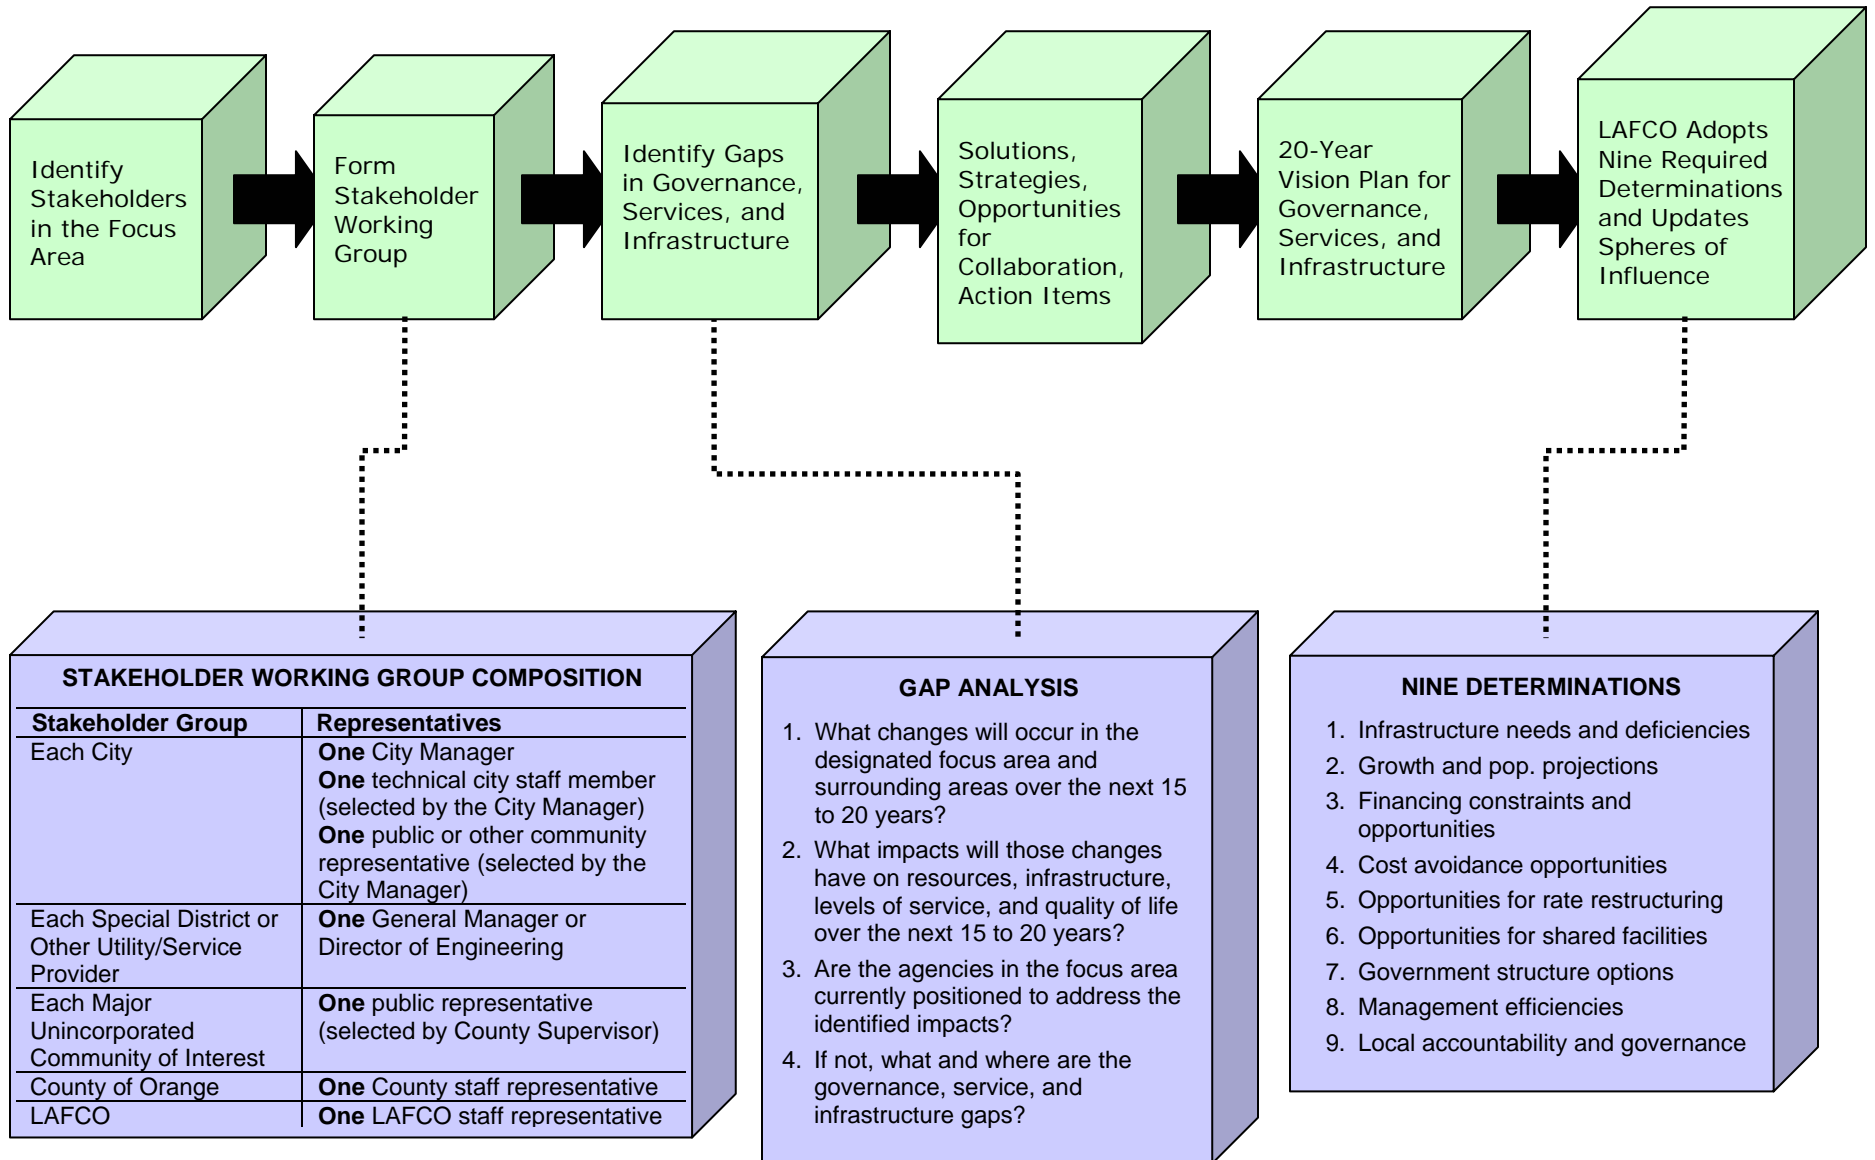 Identify
Stakeholders
in the Focus
Area
Form
Stakeholder
Working
Group
Identify Gaps
in Governance,
Services, and
Infrastructure
Solutions,
Strategies,
Opportunities
for
Collaboration,
Action Items
20-Year
Vision Plan for
Governance,
Services, and
Infrastructure
LAFCO Adopts
Nine Required
Determinations
and Updates
Spheres of
Influence
STAKEHOLDER WORKING GROUP COMPOSITION
Stakeholder Group Representatives
Each City One City Manager
One technical city staff member
(selected by the City Manager)
One public or other community
representative (selected by the
City Manager)
Each Special District or One General Manager or
Other Utility/Service Director of Engineering
Provider
Each Major One public representative
Unincorporated (selected by County Supervisor)
Community of Interest
County of Orange One County staff representative
LAFCO One LAFCO staff representative
GAP ANALYSIS
1. What changes will occur in the
designated focus area and
surrounding areas over the next 15
to 20 years?
2. What impacts will those changes
have on resources, infrastructure,
levels of service, and quality of life
over the next 15 to 20 years?
3. Are the agencies in the focus area
currently positioned to address the
identified impacts?
4. If not, what and where are the
governance, service, and
infrastructure gaps?
NINE DETERMINATIONS
1. Infrastructure needs and deficiencies
2. Growth and pop. projections
3. Financing constraints and
opportunities
4. Cost avoidance opportunities
5. Opportunities for rate restructuring
6. Opportunities for shared facilities
7. Government structure options
8. Management efficiencies
9. Local accountability and governance